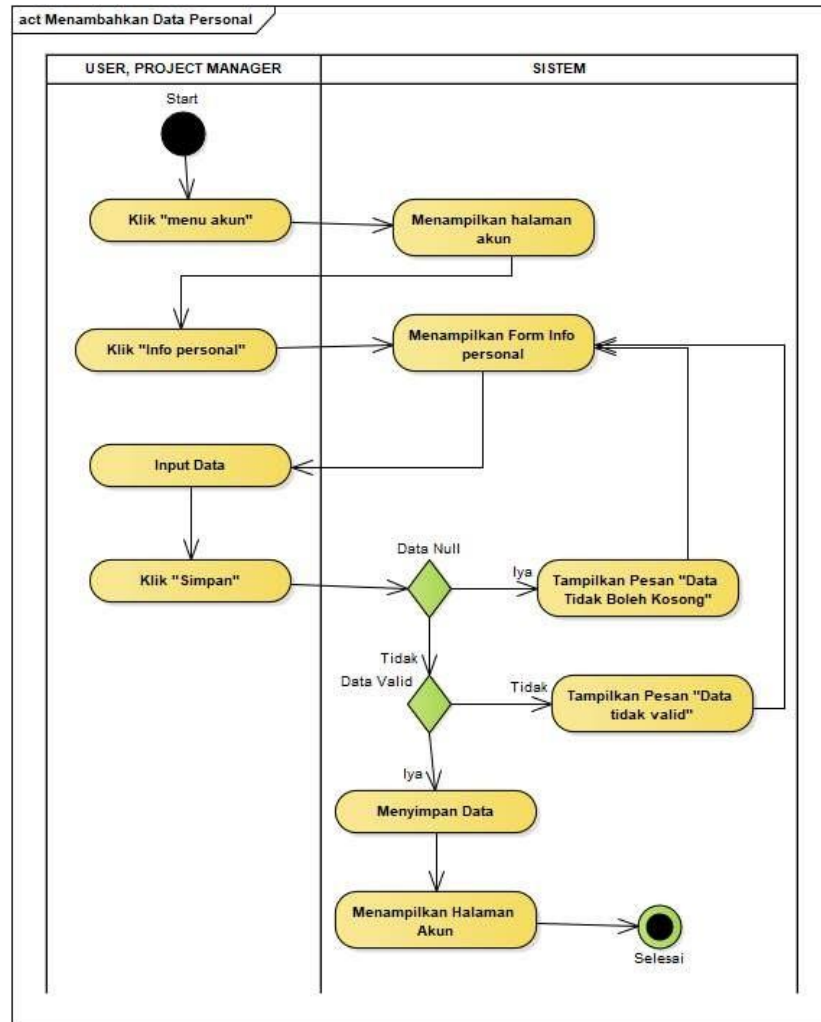 act Menambahkan Data Personal
USER, PROJECT MANAGER
SISTEM
Start
Klik "menu akun"
Menampilkan halaman
akun
Klik "Info personal"
Menampilkan Form Info
personal
Input Data
Klik "Simpan"
Data Null
Iya
Tampilkan Pesan "Data
Tidak Boleh Kosong"
Tidak
Data Valid
Tidak
Tampilkan Pesan "Data
tidak valid"
Iya
Menyimpan Data
Menampilkan Halaman
Akun
Selesai